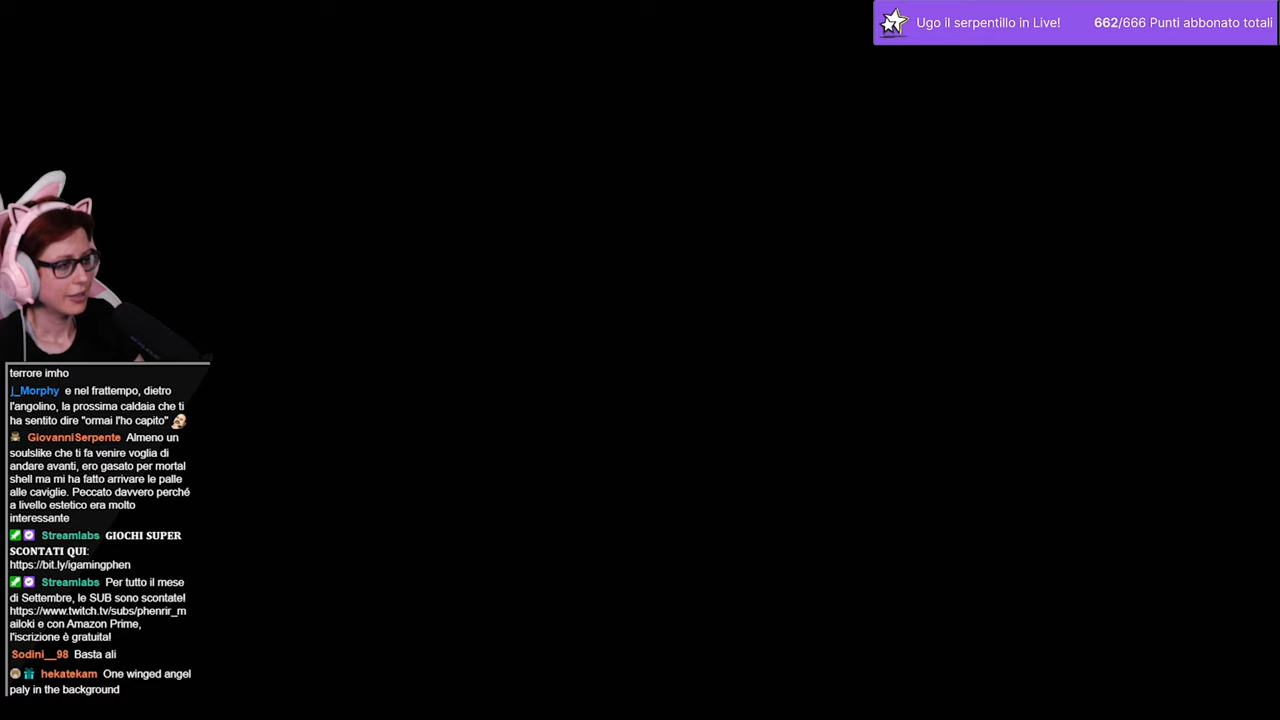 Ugo il serpentillo in Live! 662/666 Punti abbonato totali
terrore imho
j_Morphy e nel frattempo, dietro
l'angolino, la prossima caldaia che ti
ha sentito dire "ormai l'ho capito"
GiovanniSerpente Almeno un
soulslike che ti fa venire voglia di
andare avanti, ero gasato per mortal
shell ma mi ha fatto arrivare le palle
alle caviglie. Peccato davvero perché
a livello estetico era molto
interessante
Streamlabs GIOCHI SUPER
SCONTATI QUI:
https://bit.ly/igamingphen
Streamlabs Per tutto il mese
di Settembre, le SUB sono scontate!
https://www.twitch.tv/subs/phenrir_m
ailoki e con Amazon Prime,
l'iscrizione è gratuita!
Sodini__98 Basta ali
hekatekam One winged angel
paly in the background